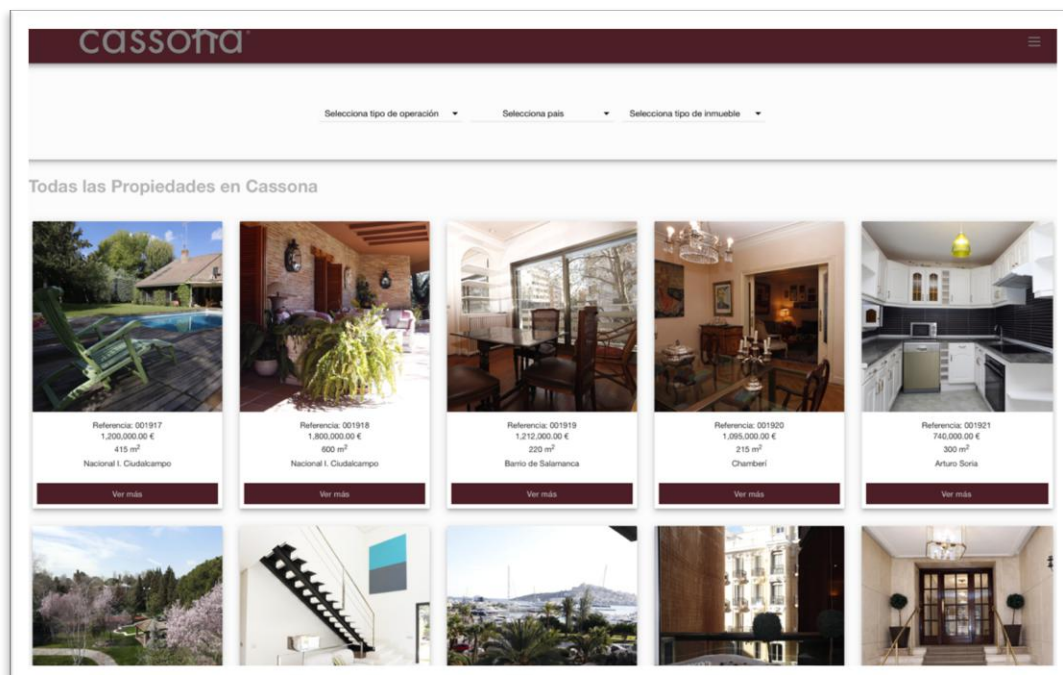 cassona
Selecciona tipo de operación
Selecciona pais
Selecciona tipo de inmueble
Todas las Propiedades en Cassona
Referencia: 001917
1,200,000.00 €
415 m²
Nacional I. Ciudalcampo
Ver más
Referencia: 001918
1,800,000.00 €
600 m²
Nacional I. Ciudalcampo
Ver más
Referencia: 001919
1,212,000.00 €
220 m²
Barrio de Salamanca
Ver más
Referencia: 001920
1,095,000.00 €
215 m²
Chamberí
Ver más
Referencia: 001921
740,000.00 €
300 m²
Arturo Soria
Ver más